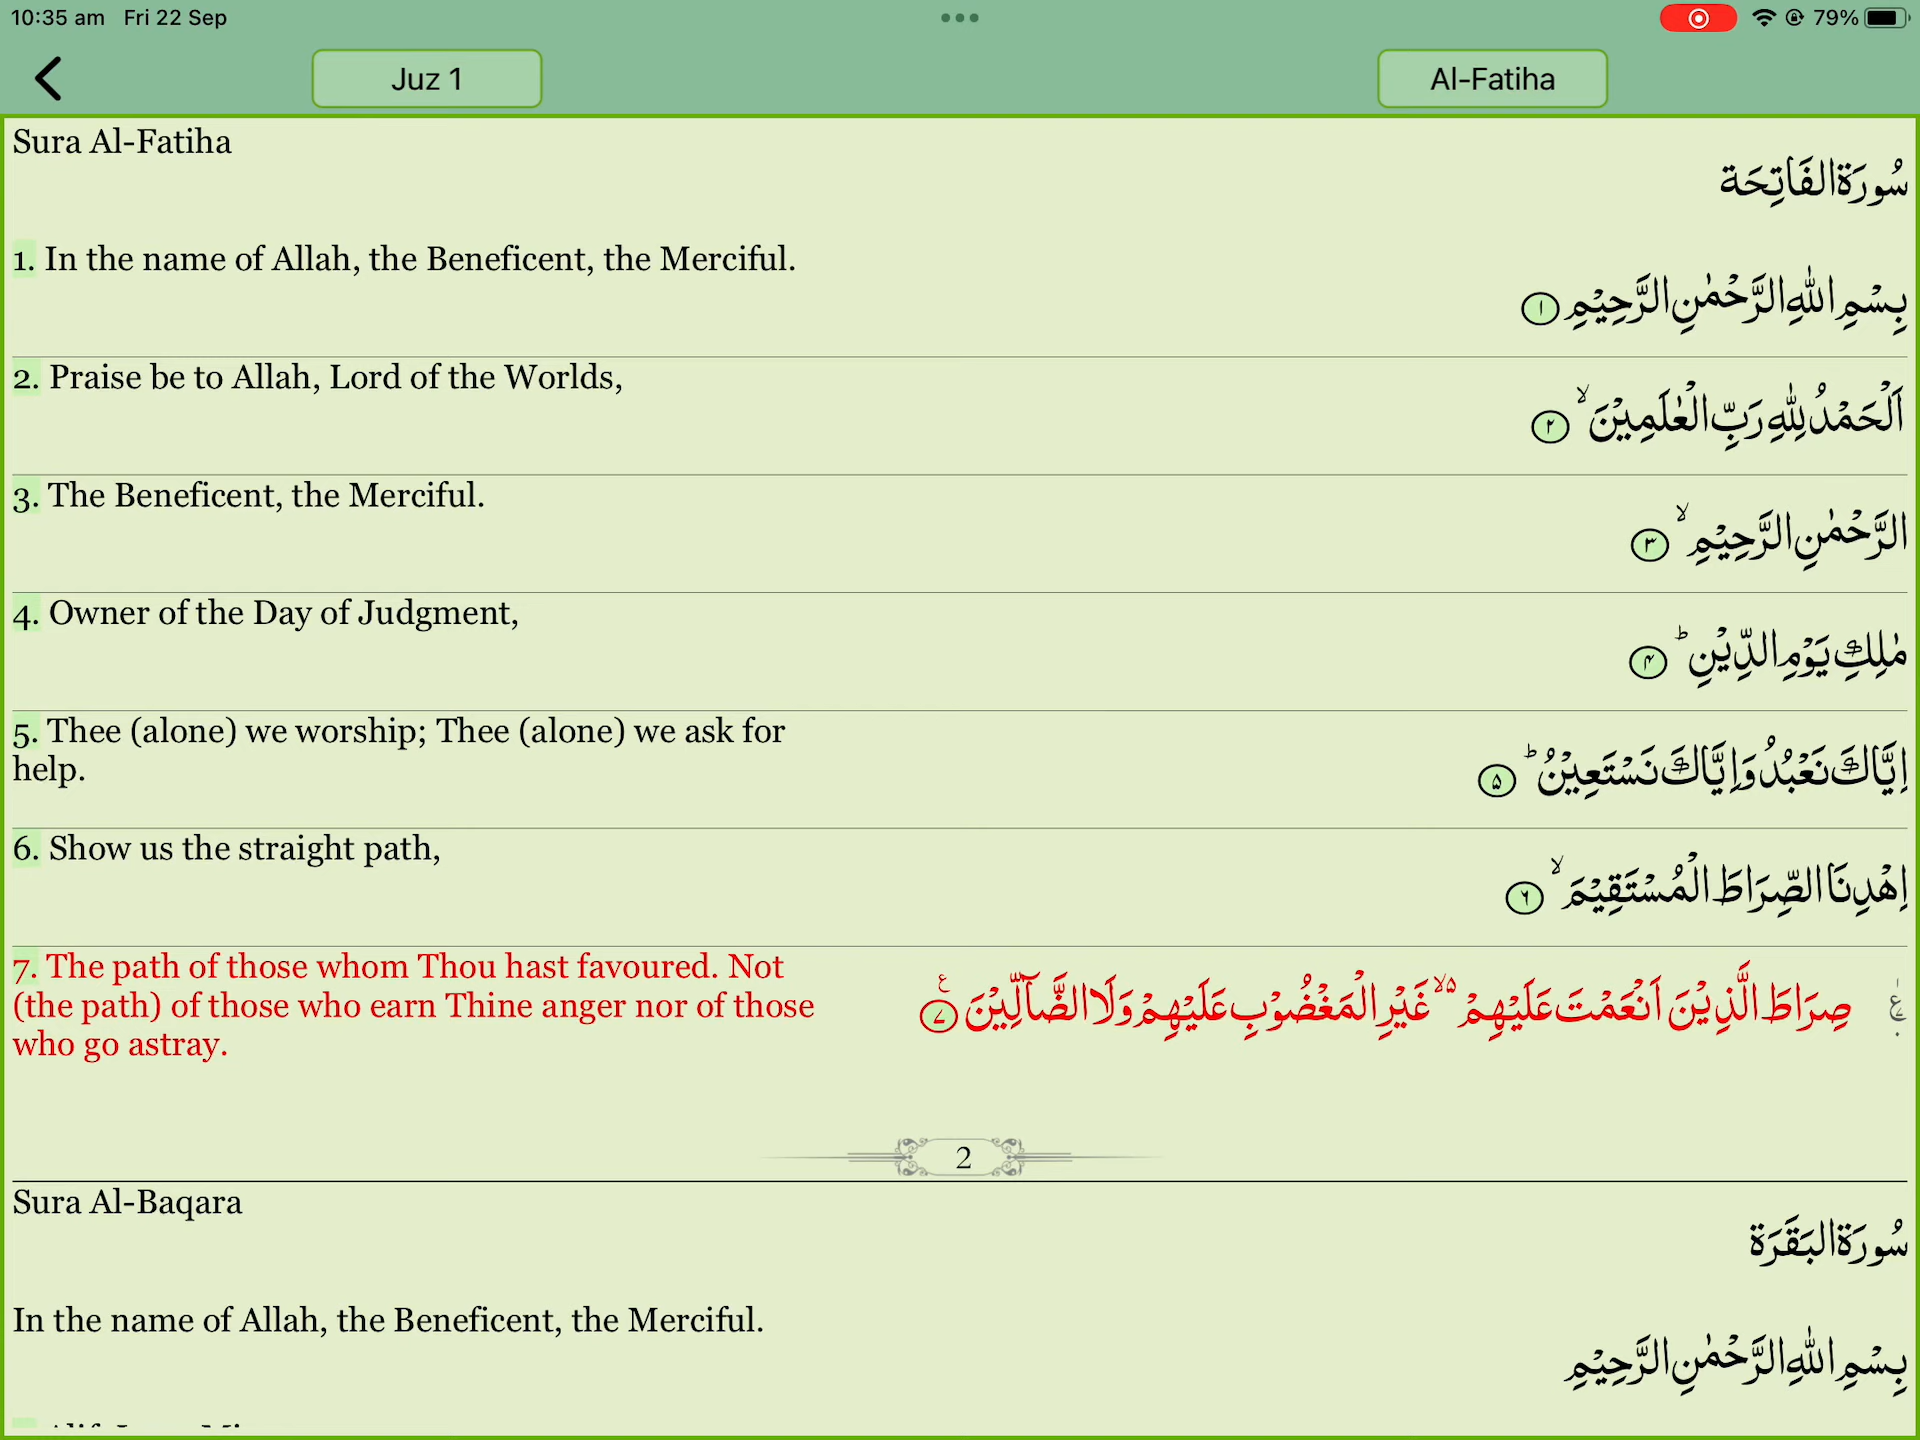 10:35 am Fri 22 Sep
79%
Juz 1
Al-Fatiha
Sura Al-Fatiha
سُورَة الفَاتِحَة
1. In the name of Allah, the Beneficent, the Merciful.
بِسْمِ اللّٰهِ الرَّحْمٰنِ الرَّحِيْمِ ١
2. Praise be to Allah, Lord of the Worlds,
اَلْحَمْدُ لِلّٰهِ رَبِّ الْعٰلَمِيْنَ ۙ ٢
3. The Beneficent, the Merciful.
الرَّحْمٰنِ الرَّحِيْمِ ۙ ٣
4. Owner of the Day of Judgment,
مٰلِكِ يَوْمِ الدِّيْنِ ؕ ۴
5. Thee (alone) we worship; Thee (alone) we ask for
help.
اِيَّاكَ نَعْبُدُ وَاِيَّاكَ نَسْتَعِيْنُ ؕ ۵
6. Show us the straight path,
اِهْدِنَا الصِّرَاطَ الْمُسْتَقِيْمَ ۙ ٦
7. The path of those whom Thou hast favoured. Not
(the path) of those who earn Thine anger nor of those
who go astray.
صِرَاطَ الَّذِيْنَ اَنْعَمْتَ عَلَيْهِمْ ۙ۵ غَيْرِ الْمَغْضُوْبِ عَلَيْهِمْ وَلَا الضَّآلِّيْنَ ٧
2
Sura Al-Baqara
سُورَة البَقَرَة
In the name of Allah, the Beneficent, the Merciful.
بِسْمِ اللّٰهِ الرَّحْمٰنِ الرَّحِيْمِ